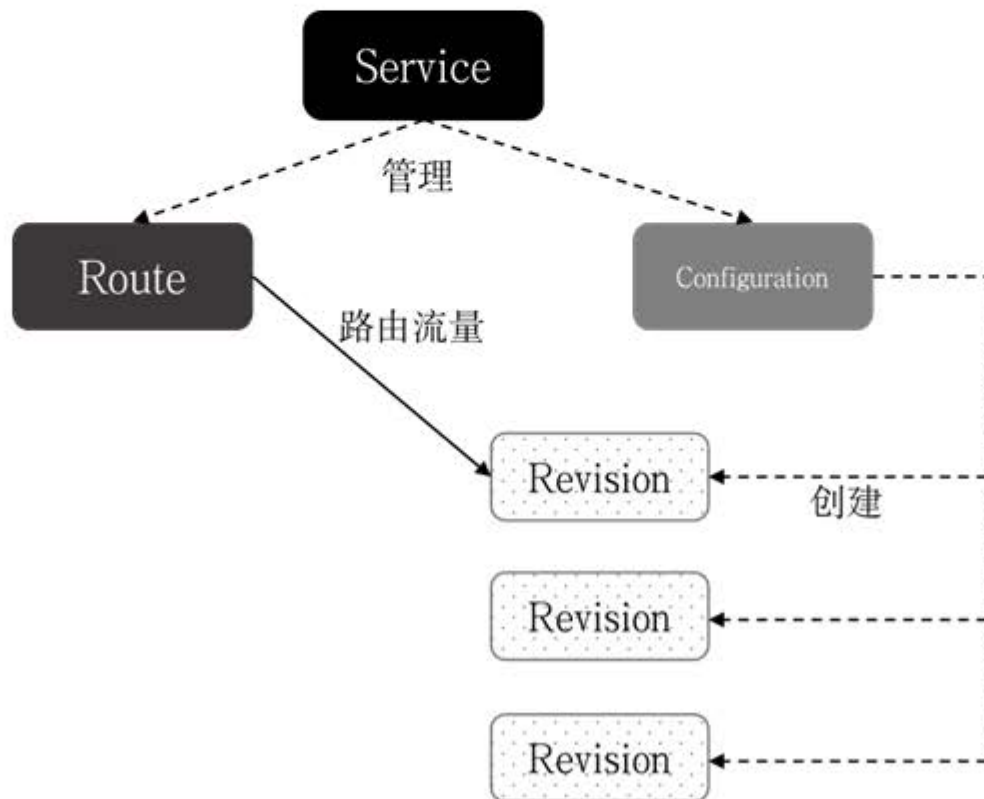 Service
管理
Route
Configuration
路由流量
Revision
创建
Revision
Revision